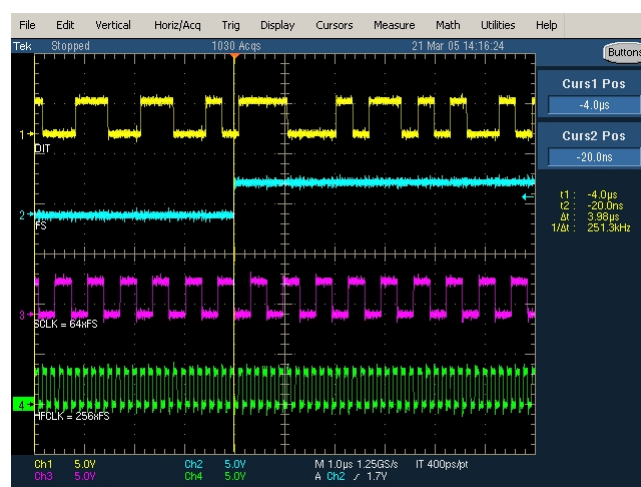 File Edit Vertical Horiz/Acq Trig Display Cursors Measure Math Utilities Help
Tek Stopped 1030 Acqs 21 Mar 05 14:16:24 Buttons
Curs1 Pos
-4.0µs
Curs2 Pos
-20.0ns
t1 : -4.0µs
t2 : -20.0ns
Δt : 3.98µs
1/Δt : 251.3kHz
1
DIT
2
FS
3
SCLK = 64xFS
4
HFCLK = 256xFS
Ch1 5.0V Ch2 5.0V M 1.0µs 1.25GS/s IT 400ps/pt
Ch3 5.0V Ch4 5.0V A Ch2 / 1.7V